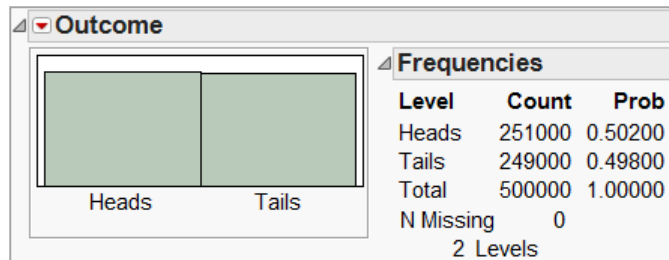 Outcome
Heads Tails
Frequencies
Level Count Prob
Heads 251000 0.50200
Tails 249000 0.49800
Total 500000 1.00000
N Missing 0
2 Levels